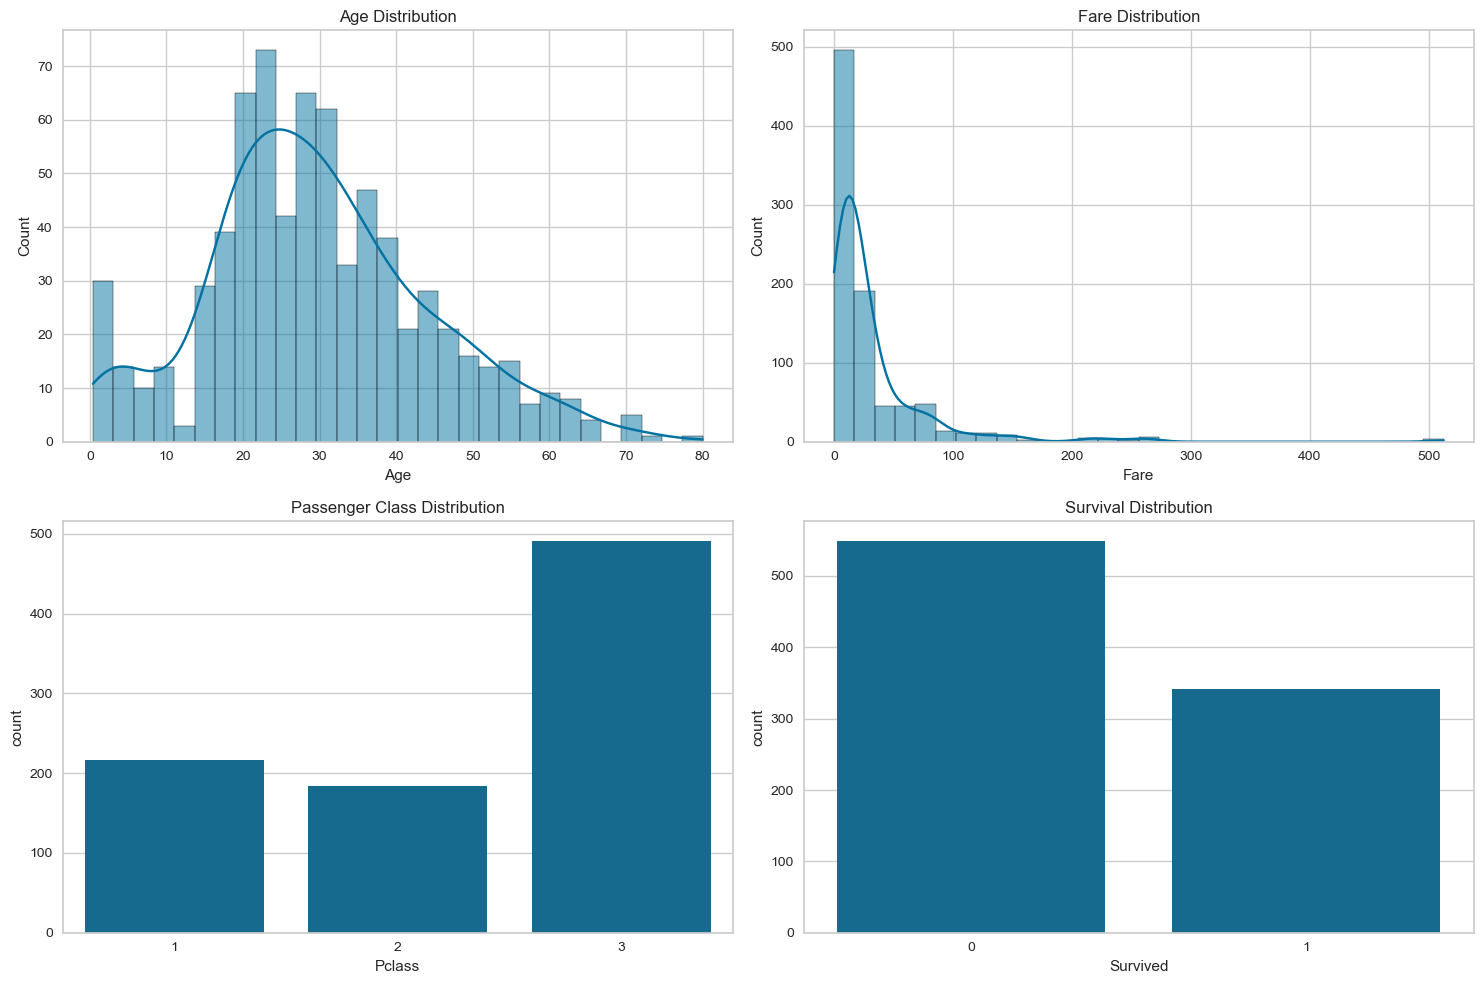 Age Distribution
70
60
50
40
30
20
10
0
Count
0 10 20 30 40 50 60 70 80
Age
Fare Distribution
500
400
300
200
100
0
Count
0 100 200 300 400 500
Fare
Passenger Class Distribution
500
400
300
200
100
0
count
1 2 3
Pclass
Survival Distribution
500
400
300
200
100
0
count
0 1
Survived